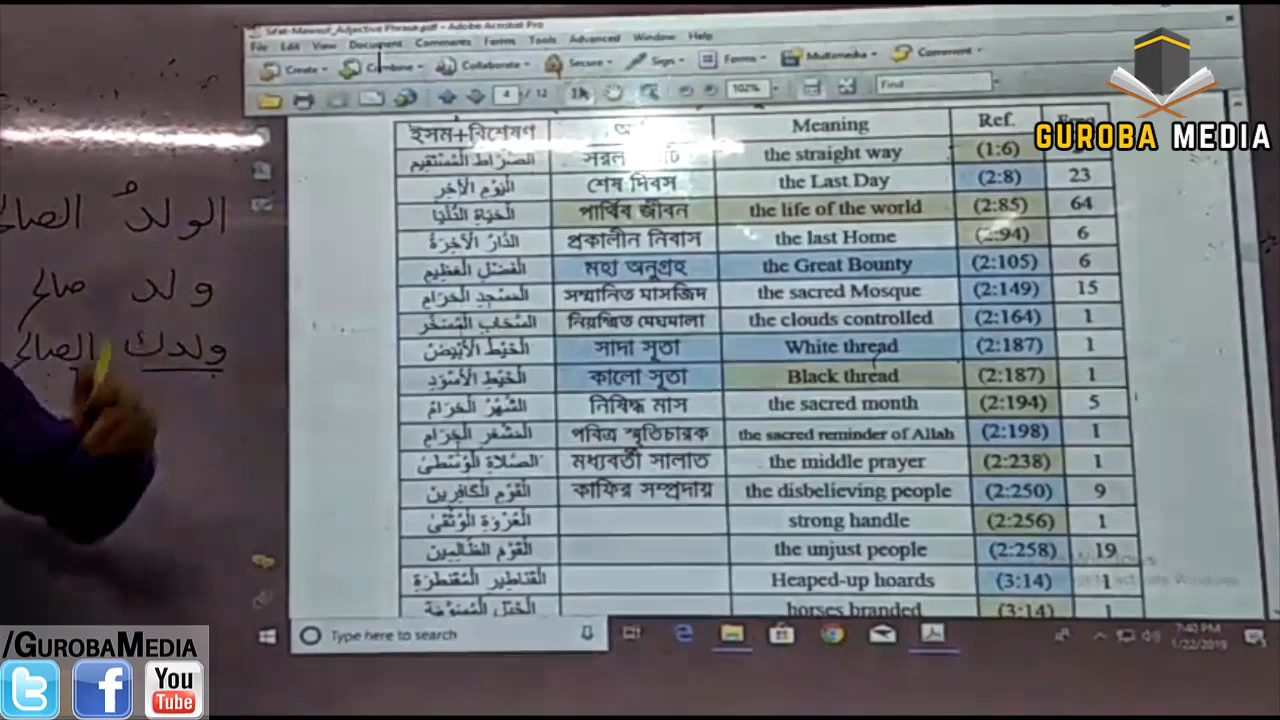 Sifat-Mawsuf_Adjective Phrase.pdf - Adobe Acrobat Pro
File Edit View Document Comments Forms Tools Advanced Window Help
Create Combine Collaborate Secure Sign Forms Multimedia Comment
4 / 12 102% Find
GUROBA MEDIA
ইসম+বিশেষণ Meaning Ref.
الصِّرَاطَ الْمُسْتَقِيمَ the straight way (1:6)
الْيَوْمِ الْآخِرِ শেষ দিবস the Last Day (2:8) 23
الْحَيَاةِ الدُّنْيَا পার্থিব জীবন the life of the world (2:85) 64
الدَّارُ الْآخِرَةُ প্রকালীন নিবাস the last Home (2:94) 6
الْفَضْلِ الْعَظِيمِ মহা অনুগ্রহ the Great Bounty (2:105) 6
الْمَسْجِدِ الْحَرَامِ সম্মানিত মাসজিদ the sacred Mosque (2:149) 15
السَّحَابِ الْمُسَخَّرِ নিয়ন্ত্রিত মেঘমালা the clouds controlled (2:164) 1
الْخَيْطُ الْأَبْيَضُ সাদা সূতা White thread (2:187) 1
الْخَيْطِ الْأَسْوَدِ কালো সূতা Black thread (2:187) 1
الشَّهْرُ الْحَرَامُ নিষিদ্ধ মাস the sacred month (2:194) 5
الْمَشْعَرِ الْحَرَامِ পবিত্র স্মৃতিচারক the sacred reminder of Allah (2:198) 1
الصَّلَاةِ الْوُسْطَىٰ মধ্যবর্তী সালাত the middle prayer (2:238) 1
الْقَوْمِ الْكَافِرِينَ কাফির সম্প্রদায় the disbelieving people (2:250) 9
الْعُرْوَةِ الْوُثْقَىٰ strong handle (2:256) 1
الْقَوْمَ الظَّالِمِينَ the unjust people (2:258) 19
الْقَنَاطِيرِ الْمُقَنطَرَةِ Heaped-up hoards (3:14) 1
الْخَيْلِ الْمُسَوَّمَةِ horses branded (3:14) 1
الولدُ الصالح
ولد صالح
ولدك الصالح
Type here to search
7:40 PM
1/22/2019
/GUROBAMEDIA
You Tube